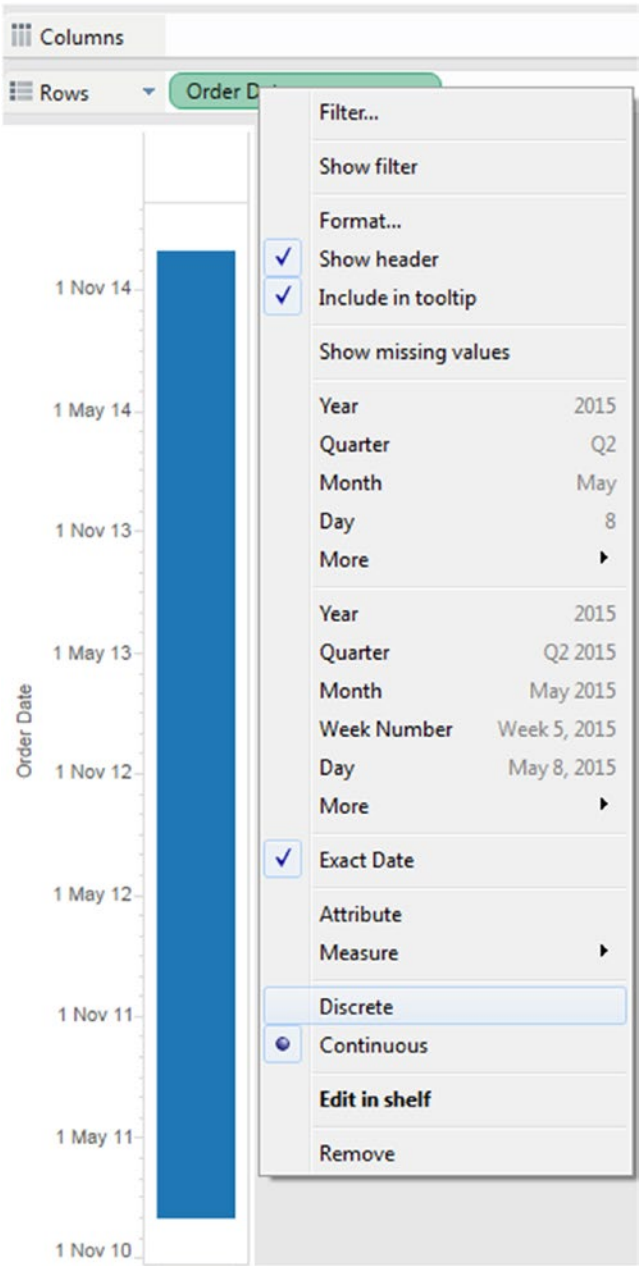 Columns
Rows
Order D
Filter...
Show filter
Format...
Show header
Include in tooltip
Show missing values
Year 2015
Quarter Q2
Month May
Day 8
More
Year 2015
Quarter Q2 2015
Month May 2015
Week Number Week 5, 2015
Day May 8, 2015
More
Exact Date
Attribute
Measure
Discrete
Continuous
Edit in shelf
Remove
Order Date
1 Nov 14
1 May 14
1 Nov 13
1 May 13
1 Nov 12
1 May 12
1 Nov 11
1 May 11
1 Nov 10